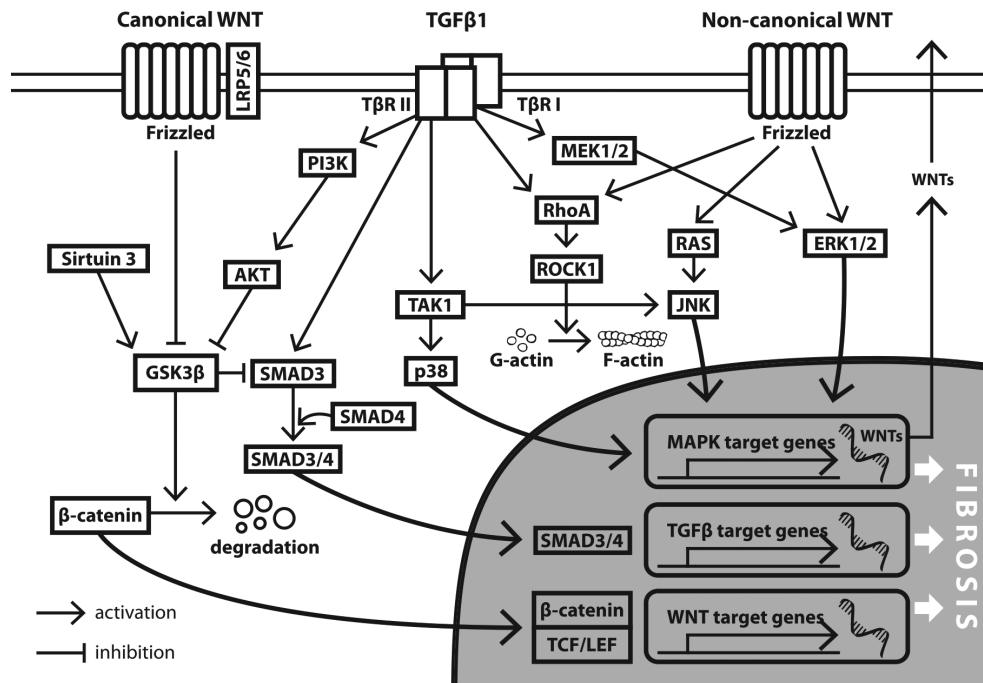 Canonical WNT
TGFβ1
Non-canonical WNT
LRP5/6
Frizzled
TβR II
TβR I
Frizzled
PI3K
MEK1/2
WNTs
RhoA
Sirtuin 3
AKT
ROCK1
RAS
ERK1/2
TAK1
JNK
G-actin
F-actin
GSK3β
SMAD3
p38
SMAD4
MAPK target genes
WNTs
SMAD3/4
β-catenin
degradation
SMAD3/4
TGFβ target genes
FIBROSIS
β-catenin
TCF/LEF
WNT target genes
activation
inhibition